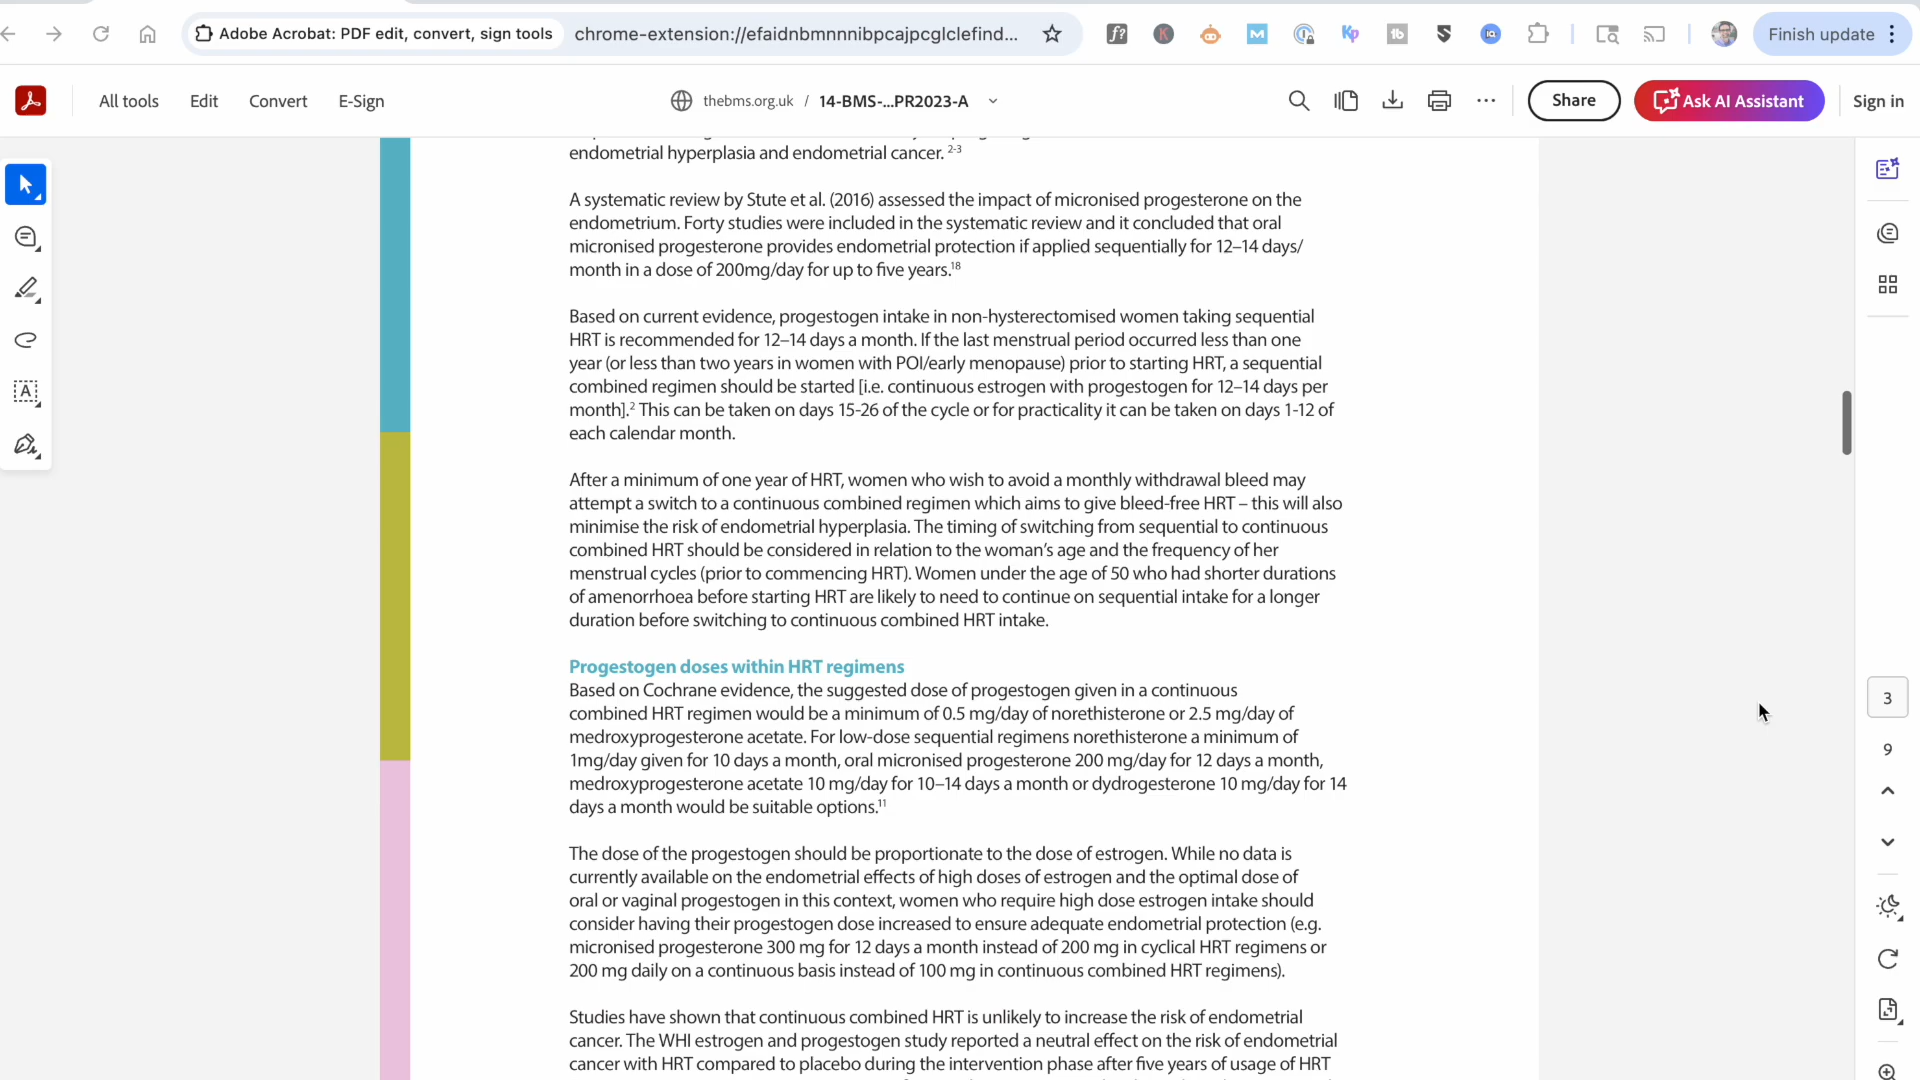 Adobe Acrobat: PDF edit, convert, sign tools
chrome-extension://efaidnbmnnnibpcajpcglclefind...
Finish update
All tools
Edit
Convert
E-Sign
thebms.org.uk / 14-BMS-...PR2023-A
Share
Ask AI Assistant
Sign in
endometrial hyperplasia and endometrial cancer. 2-3
A systematic review by Stute et al. (2016) assessed the impact of micronised progesterone on the
endometrium. Forty studies were included in the systematic review and it concluded that oral
micronised progesterone provides endometrial protection if applied sequentially for 12–14 days/
month in a dose of 200mg/day for up to five years.18
Based on current evidence, progestogen intake in non-hysterectomised women taking sequential
HRT is recommended for 12–14 days a month. If the last menstrual period occurred less than one
year (or less than two years in women with POI/early menopause) prior to starting HRT, a sequential
combined regimen should be started [i.e. continuous estrogen with progestogen for 12–14 days per
month].2 This can be taken on days 15-26 of the cycle or for practicality it can be taken on days 1-12 of
each calendar month.
After a minimum of one year of HRT, women who wish to avoid a monthly withdrawal bleed may
attempt a switch to a continuous combined regimen which aims to give bleed-free HRT – this will also
minimise the risk of endometrial hyperplasia. The timing of switching from sequential to continuous
combined HRT should be considered in relation to the woman's age and the frequency of her
menstrual cycles (prior to commencing HRT). Women under the age of 50 who had shorter durations
of amenorrhoea before starting HRT are likely to need to continue on sequential intake for a longer
duration before switching to continuous combined HRT intake.
Progestogen doses within HRT regimens
Based on Cochrane evidence, the suggested dose of progestogen given in a continuous
combined HRT regimen would be a minimum of 0.5 mg/day of norethisterone or 2.5 mg/day of
medroxyprogesterone acetate. For low-dose sequential regimens norethisterone a minimum of
1mg/day given for 10 days a month, oral micronised progesterone 200 mg/day for 12 days a month,
medroxyprogesterone acetate 10 mg/day for 10–14 days a month or dydrogesterone 10 mg/day for 14
days a month would be suitable options.11
The dose of the progestogen should be proportionate to the dose of estrogen. While no data is
currently available on the endometrial effects of high doses of estrogen and the optimal dose of
oral or vaginal progestogen in this context, women who require high dose estrogen intake should
consider having their progestogen dose increased to ensure adequate endometrial protection (e.g.
micronised progesterone 300 mg for 12 days a month instead of 200 mg in cyclical HRT regimens or
200 mg daily on a continuous basis instead of 100 mg in continuous combined HRT regimens).
Studies have shown that continuous combined HRT is unlikely to increase the risk of endometrial
cancer. The WHI estrogen and progestogen study reported a neutral effect on the risk of endometrial
cancer with HRT compared to placebo during the intervention phase after five years of usage of HRT
3
9